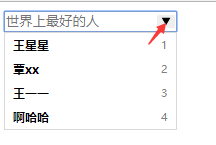 世界上最好的人
王星星 1
覃xx 2
王一一 3
啊哈哈 4